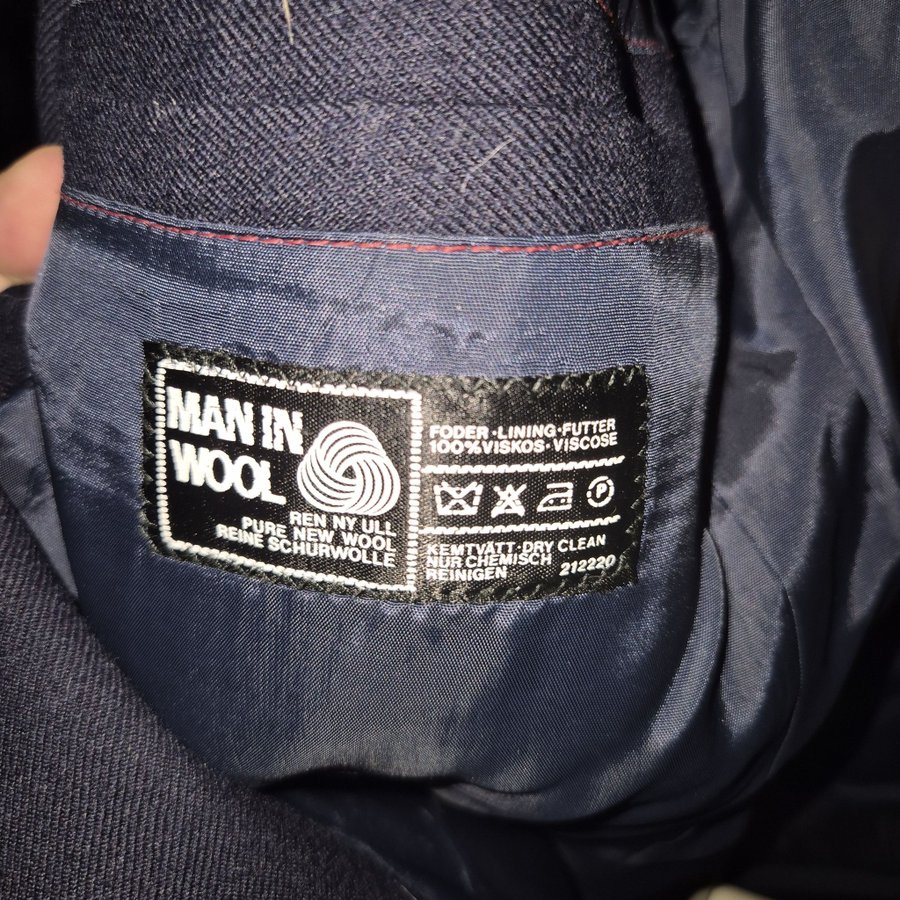 MAN IN
WOOL
REN NY ULL
PURE NEW WOOL
REINE SCHURWOLLE
FODER·LINING·FUTTER
100% VISKOS·VISCOSE
P
KEMTVÄTT·DRY CLEAN
NUR CHEMISCH
REINIGEN 212220